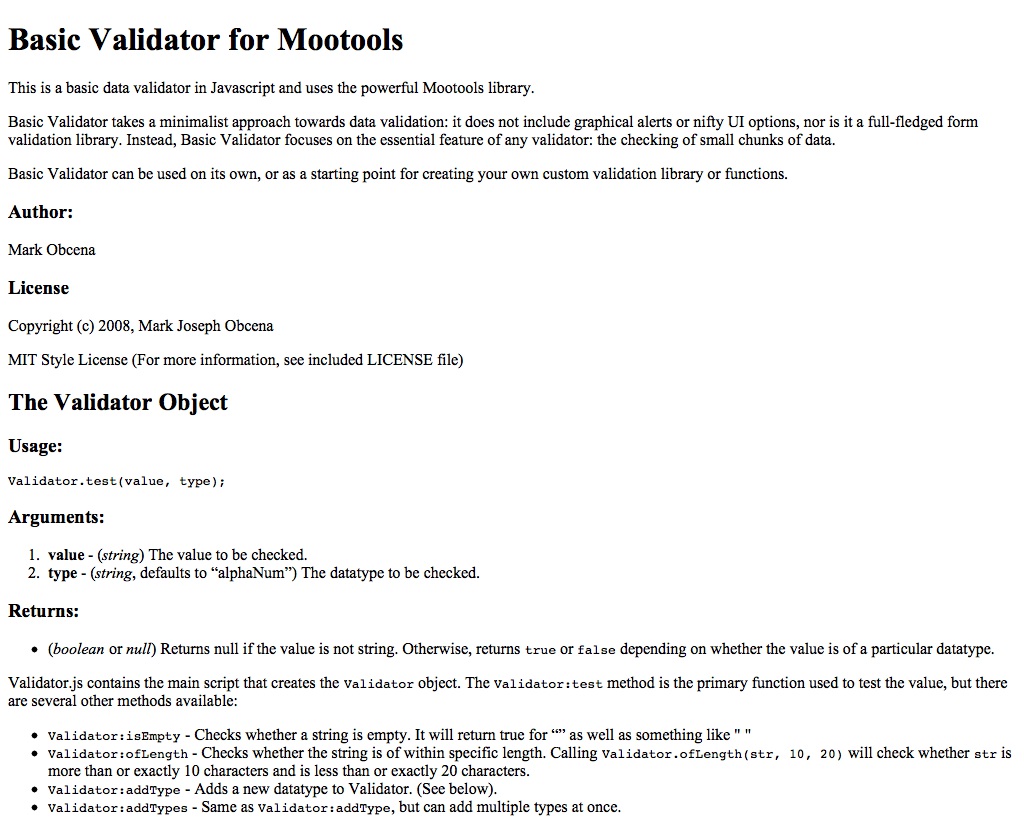 Basic Validator for Mootools
This is a basic data validator in Javascript and uses the powerful Mootools library.
Basic Validator takes a minimalist approach towards data validation: it does not include graphical alerts or nifty UI options, nor is it a full-fledged form
validation library. Instead, Basic Validator focuses on the essential feature of any validator: the checking of small chunks of data.
Basic Validator can be used on its own, or as a starting point for creating your own custom validation library or functions.
Author:
Mark Obcena
License
Copyright (c) 2008, Mark Joseph Obcena
MIT Style License (For more information, see included LICENSE file)
The Validator Object
Usage:
Validator.test(value, type);
Arguments:
1. value - (string) The value to be checked.
2. type - (string, defaults to “alphaNum”) The datatype to be checked.
Returns:
• (boolean or null) Returns null if the value is not string. Otherwise, returns true or false depending on whether the value is of a particular datatype.
Validator.js contains the main script that creates the Validator object. The Validator:test method is the primary function used to test the value, but there
are several other methods available:
• Validator:isEmpty - Checks whether a string is empty. It will return true for “” as well as something like " "
• Validator:ofLength - Checks whether the string is of within specific length. Calling Validator.ofLength(str, 10, 20) will check whether str is
more than or exactly 10 characters and is less than or exactly 20 characters.
• Validator:addType - Adds a new datatype to Validator. (See below).
• Validator:addTypes - Same as Validator:addType, but can add multiple types at once.